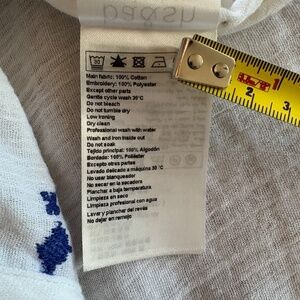 ba&sh
Main fabric: 100% Cotton
Embroidery: 100% Polyester
Except other parts
Gentle cycle wash 30°C
Do not bleach
Do not tumble dry
Low ironing
Dry clean
Professional wash with water
Wash and iron inside out
Do not soak
Tejido principal: 100% Algodón
Bordado: 100% Poliéster
Excepto otras partes
Lavado delicado a máquina 30˚c
No usar blanqueador
No secar en la secadora
Planchar a baja temperatura
Limpieza en seco
Limpieza profesional con agua
Lavar y planchar del revés
No dejar en remojo
1
2
3